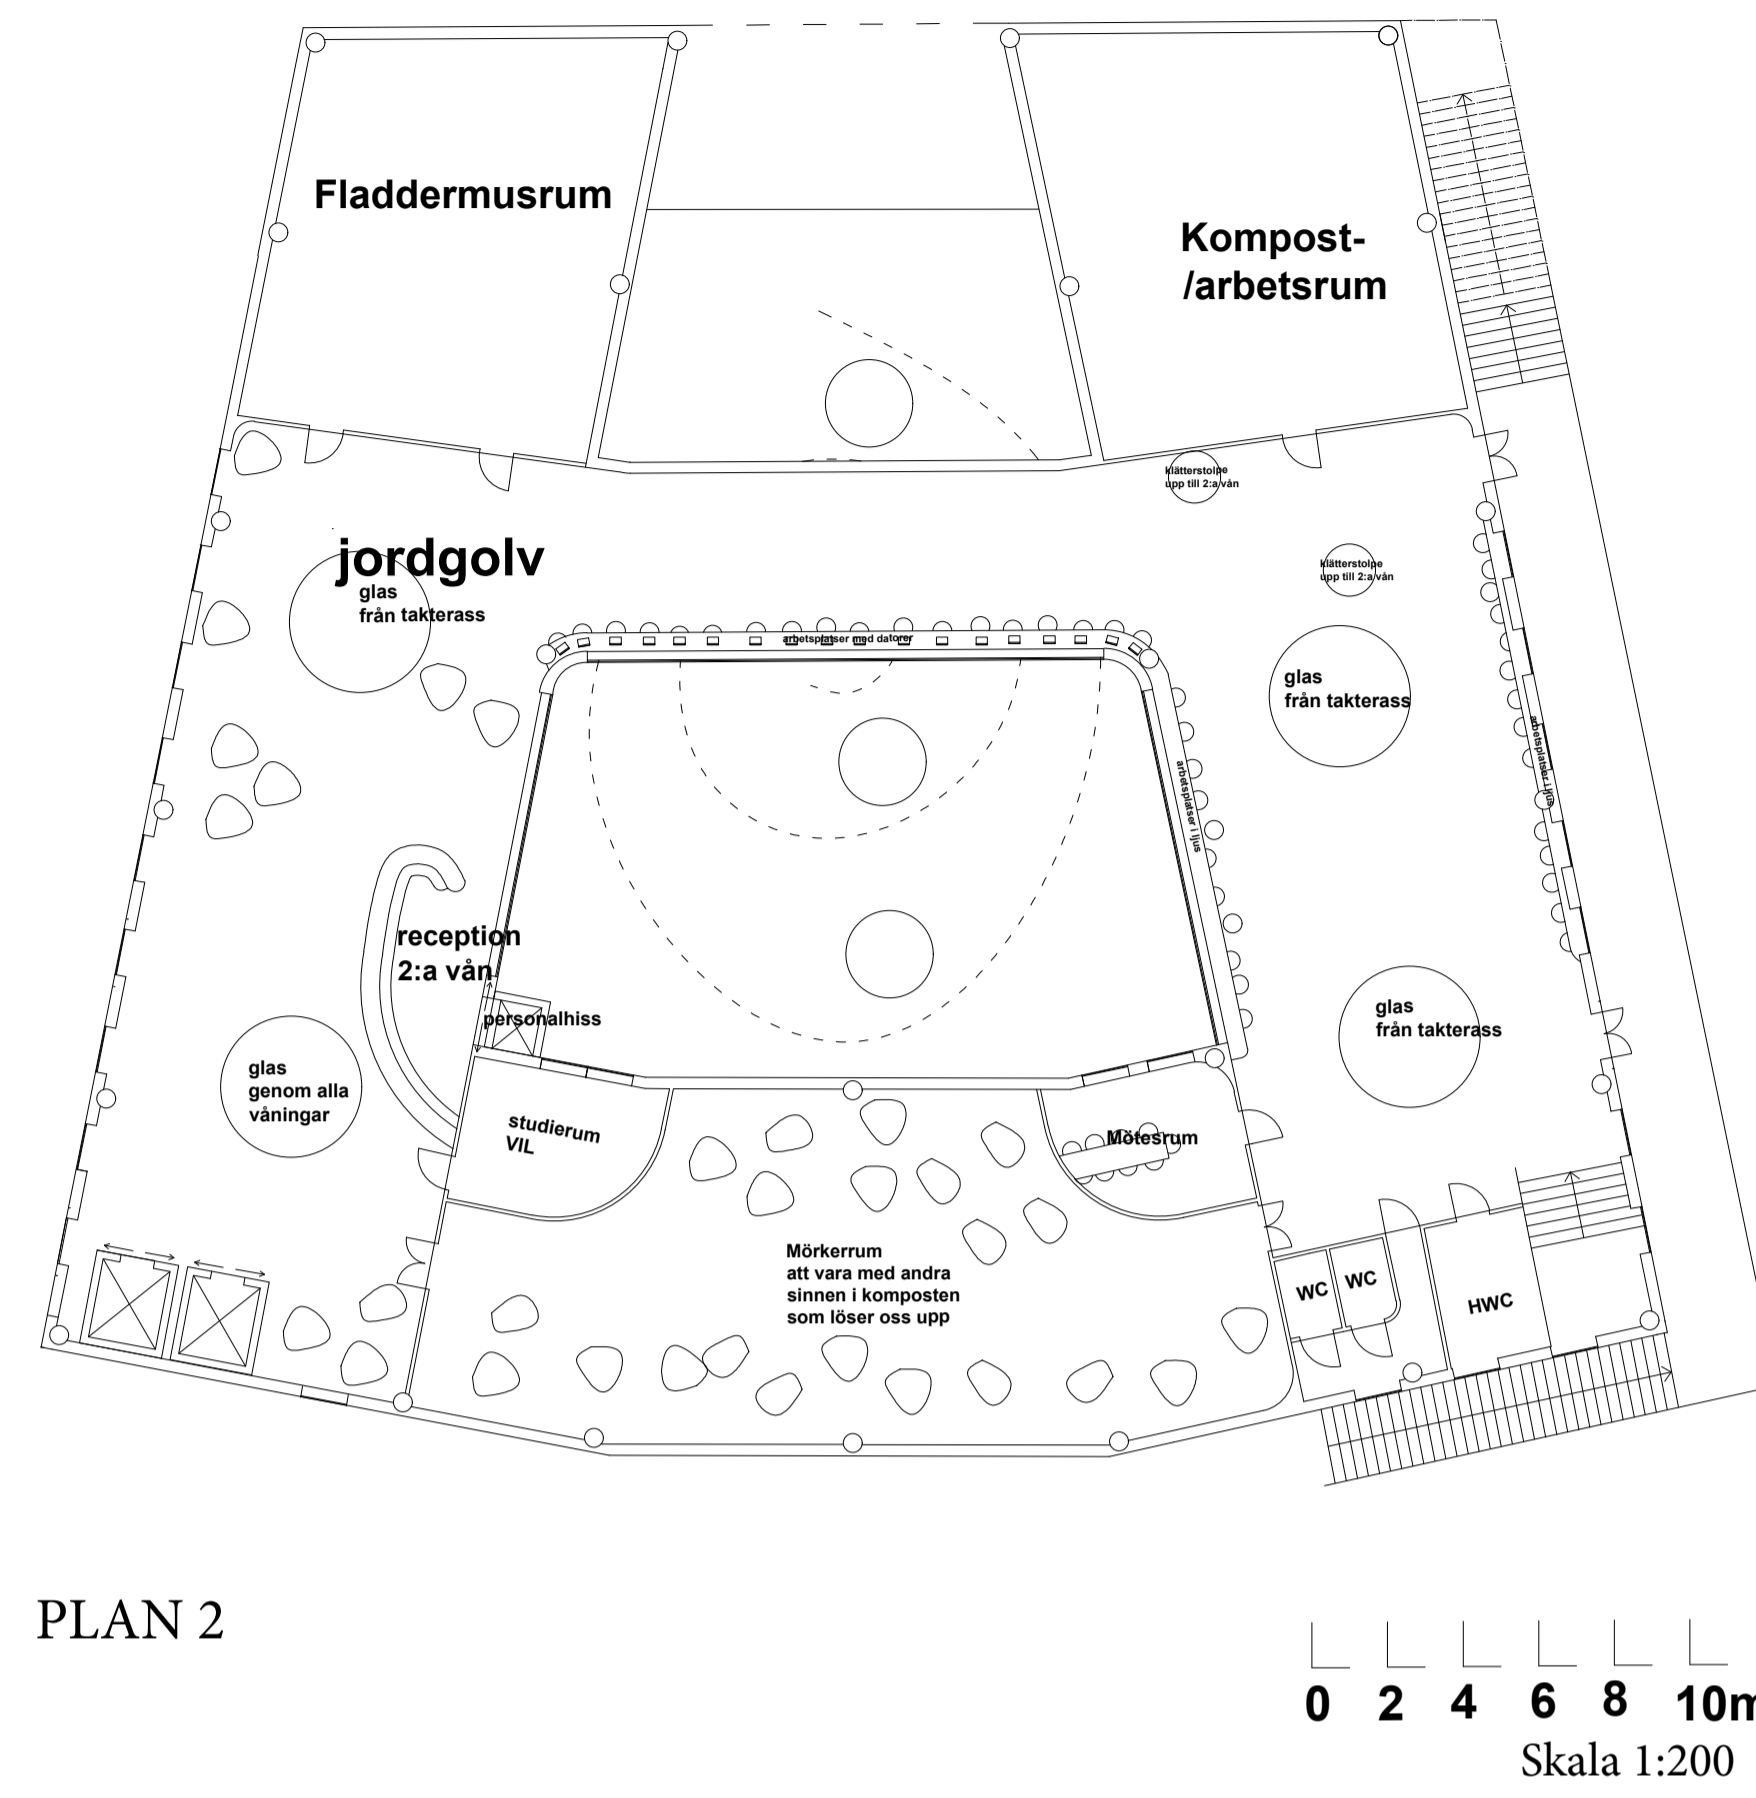 Fladdermusrum
Kompost-
/arbetsrum
klätterstolpe
upp till 2:a vån
jordgolv
glas
från takterass
klätterstolpe
upp till 2:a vån
arbetsplatser med datorer
glas
från takterass
arbetsplatser i ljus
arbetsplatser i ljus
reception
2:a vån
personalhiss
glas
från takterass
glas
genom alla
våningar
studierum
VIL
Mötesrum
Mörkerrum
att vara med andra
sinnen i komposten
som löser oss upp
WC
WC
HWC
PLAN 2
0 2 4 6 8 10m
Skala 1:200